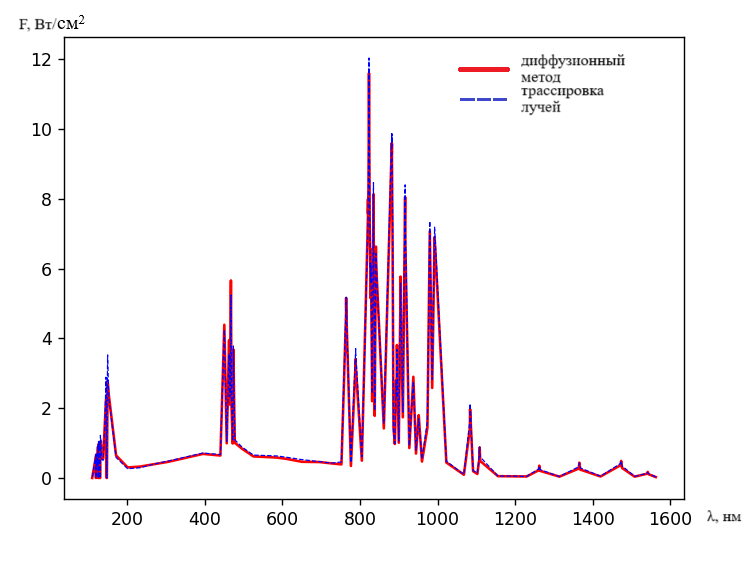 F, Вт/см²
12
10
8
6
4
2
0
диффузионный
метод
трассировка
лучей
200 400 600 800 1000 1200 1400 1600
λ, нм